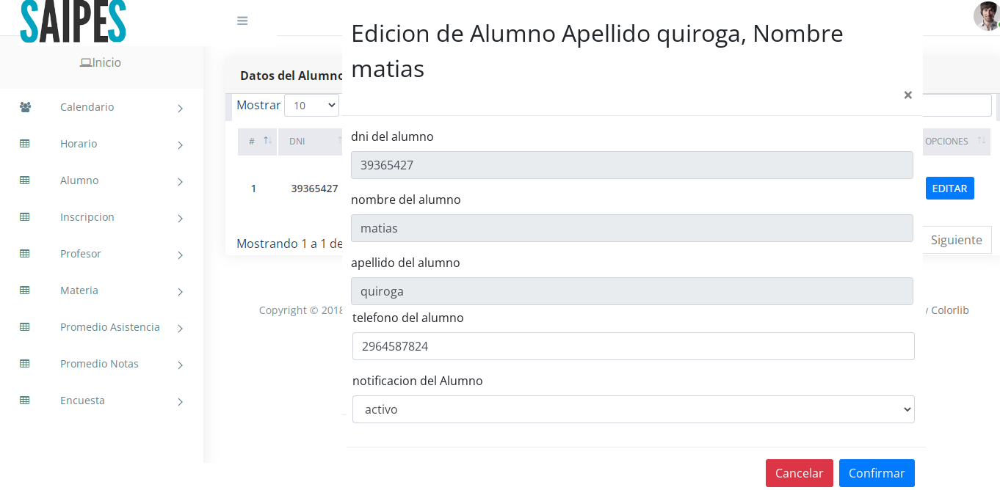 SAIPES
Inicio
Calendario
Horario
Alumno
Inscripcion
Profesor
Materia
Promedio Asistencia
Promedio Notas
Encuesta
Datos del Alumno
Mostrar 10
# DNI OPCIONES
1 39365427 EDITAR
Mostrando 1 a 1 de
Siguiente
Copyright © 2018
Colorlib
Edicion de Alumno Apellido quiroga, Nombre
matias
×
dni del alumno
39365427
nombre del alumno
matias
apellido del alumno
quiroga
telefono del alumno
2964587824
notificacion del Alumno
activo
Cancelar Confirmar